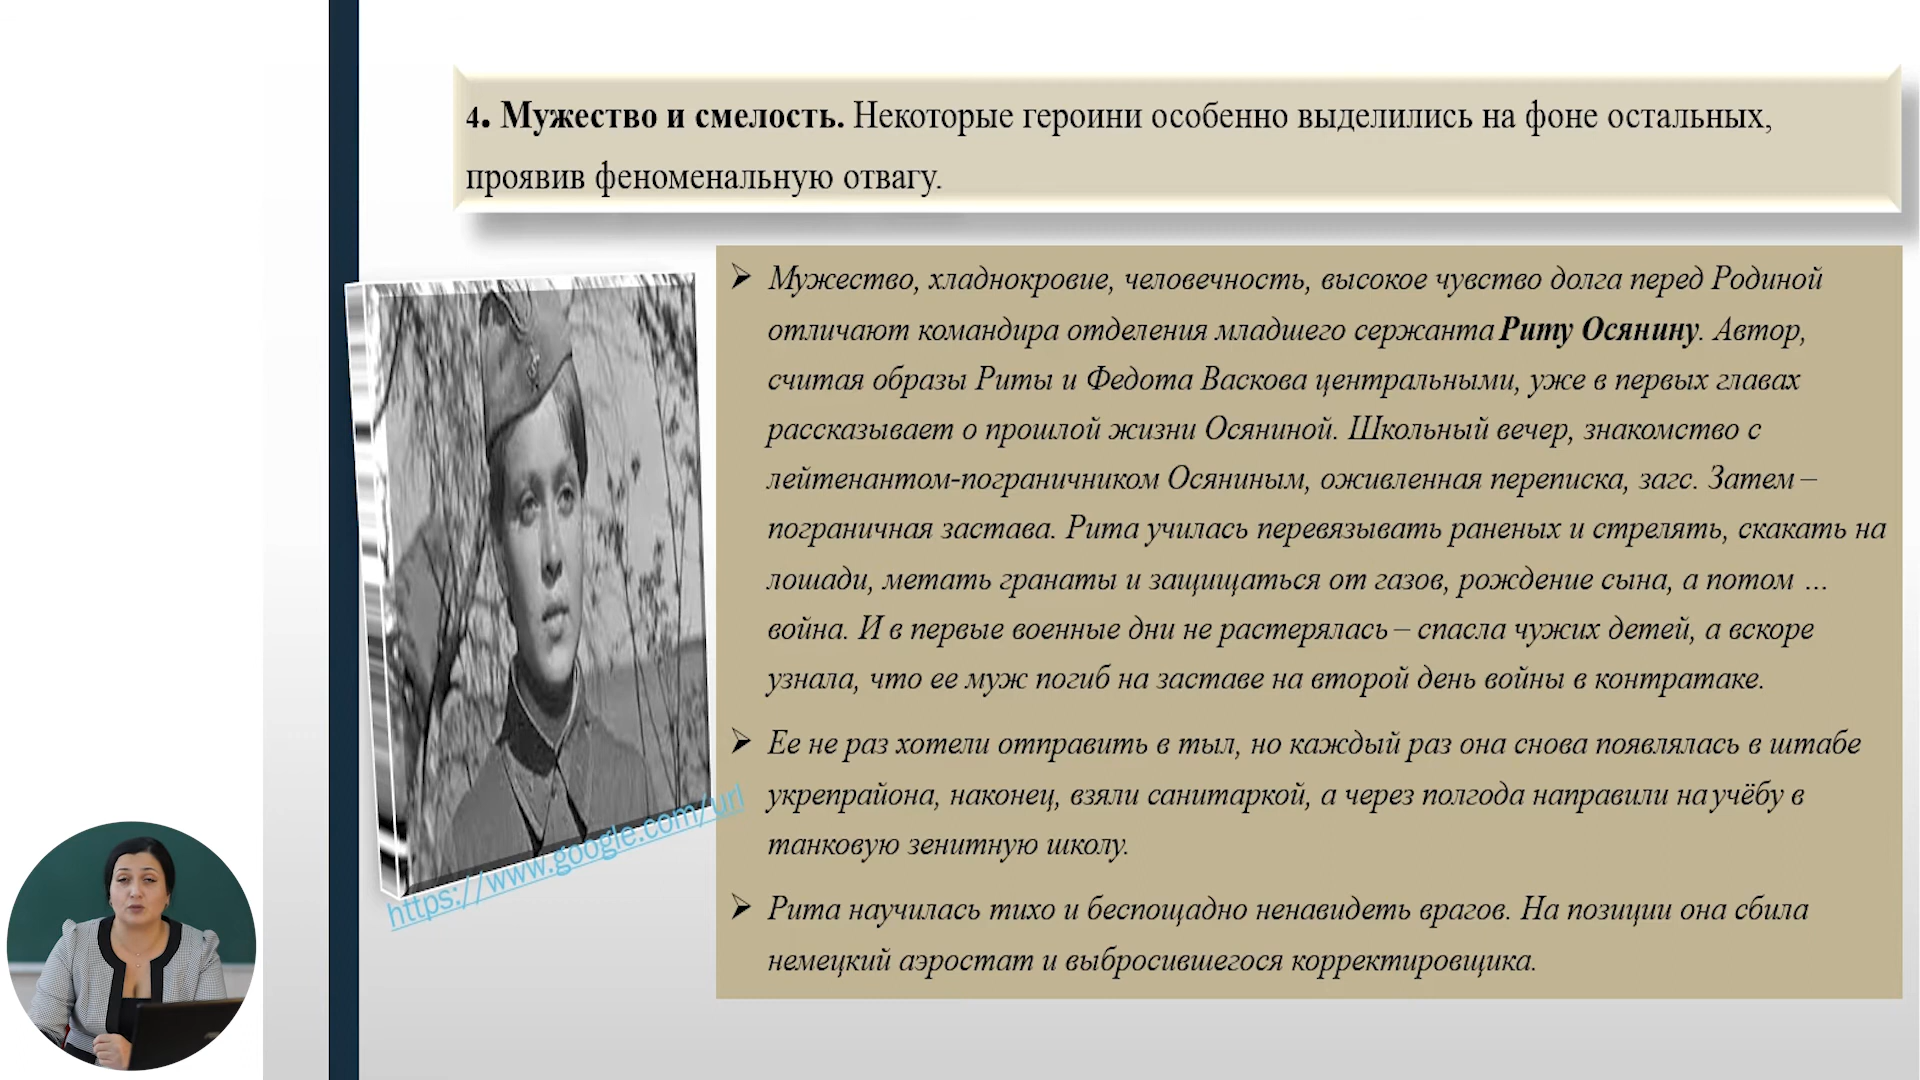 4. Мужество и смелость. Некоторые героини особенно выделились на фоне остальных,
проявив феноменальную отвагу.
Мужество, хладнокровие, человечность, высокое чувство долга перед Родиной
отличают командира отделения младшего сержанта Риту Осянину. Автор,
считая образы Риты и Федота Васкова центральными, уже в первых главах
рассказывает о прошлой жизни Осяниной. Школьный вечер, знакомство с
лейтенантом-пограничником Осяниным, оживленная переписка, загс. Затем –
пограничная застава. Рита училась перевязывать раненых и стрелять, скакать на
лошади, метать гранаты и защищаться от газов, рождение сына, а потом …
война. И в первые военные дни не растерялась – спасла чужих детей, а вскоре
узнала, что ее муж погиб на заставе на второй день войны в контратаке.
Ее не раз хотели отправить в тыл, но каждый раз она снова появлялась в штабе
укрепрайона, наконец, взяли санитаркой, а через полгода направили на учёбу в
танковую зенитную школу.
Рита научилась тихо и беспощадно ненавидеть врагов. На позиции она сбила
немецкий аэростат и выбросившегося корректировщика.
https://www.google.com/url